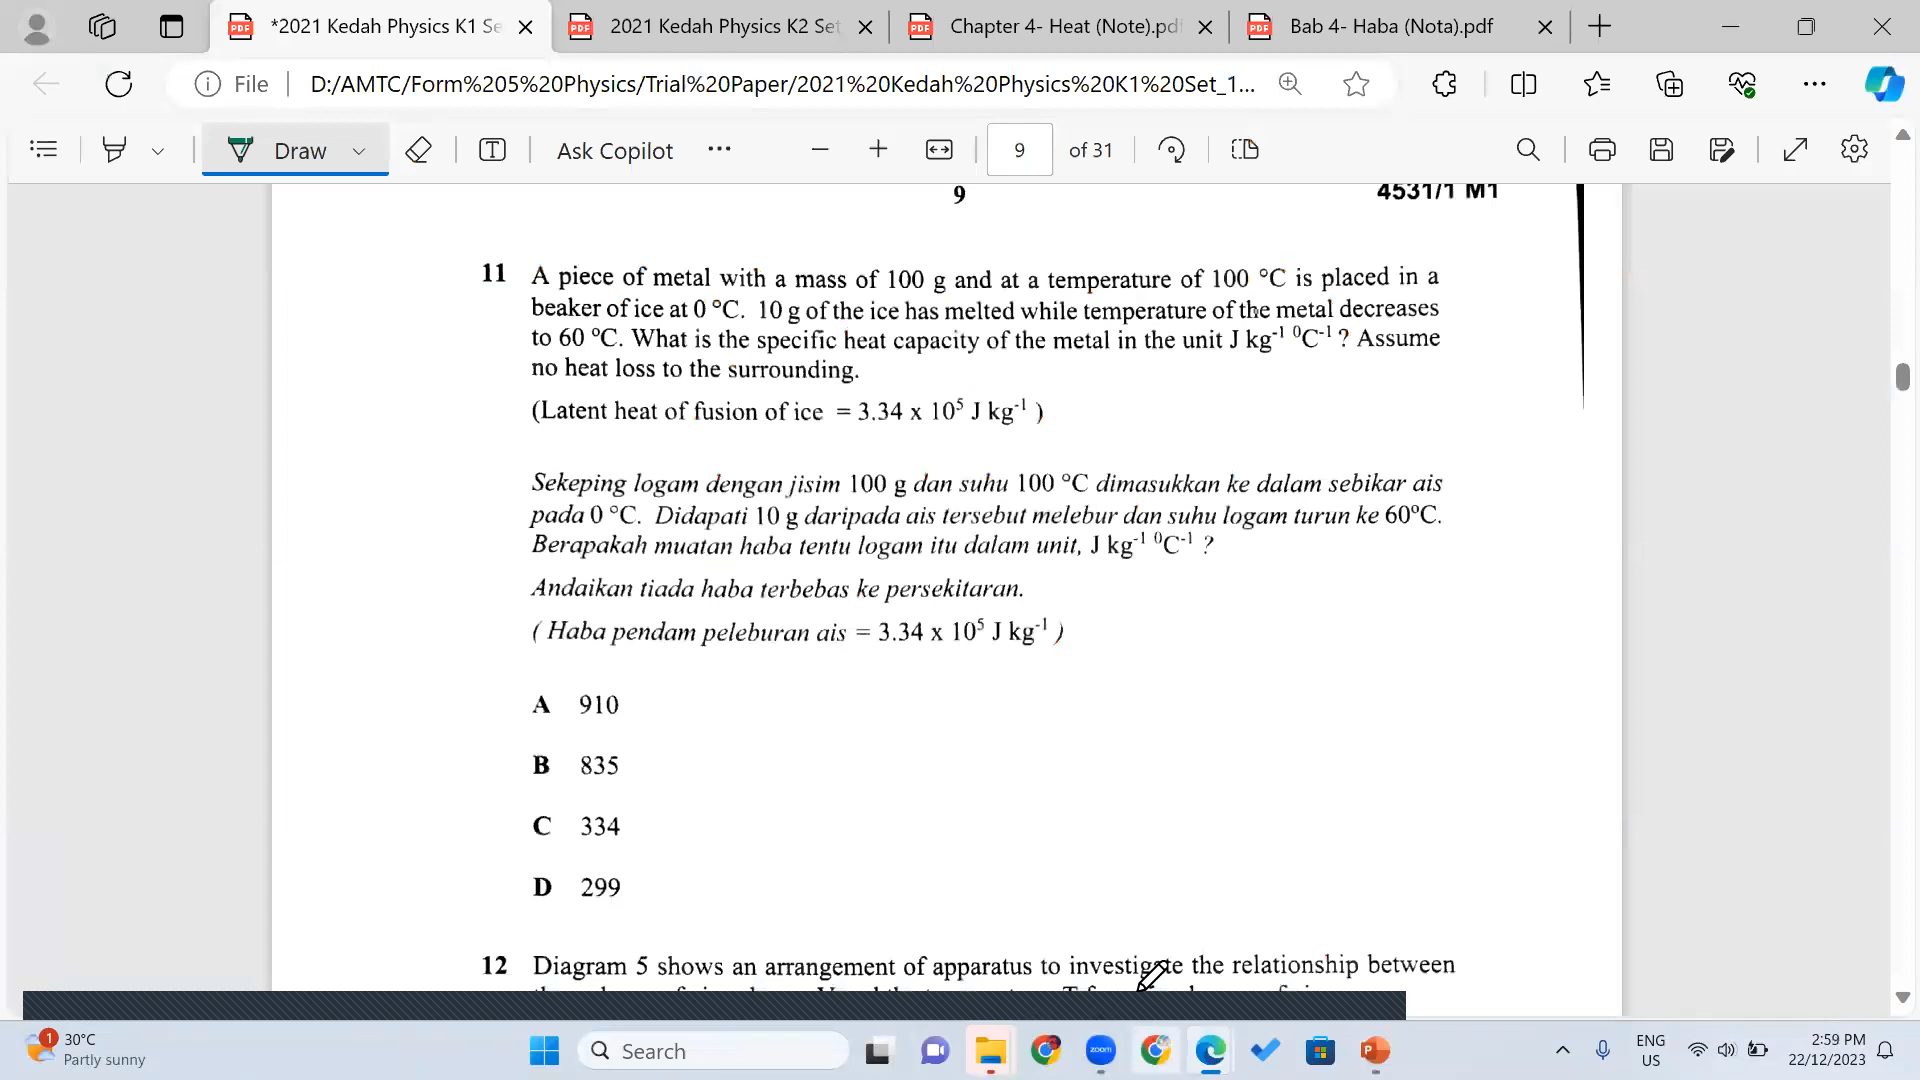 *2021 Kedah Physics K1 Se
2021 Kedah Physics K2 Set
Chapter 4- Heat (Note).pdf
Bab 4- Haba (Nota).pdf
File
D:/AMTC/Form%205%20Physics/Trial%20Paper/2021%20Kedah%20Physics%20K1%20Set_1...
Draw
Ask Copilot
9
of 31
9
4531/1 M1
11 A piece of metal with a mass of 100 g and at a temperature of 100 °C is placed in a
beaker of ice at 0 °C. 10 g of the ice has melted while temperature of the metal decreases
to 60 °C. What is the specific heat capacity of the metal in the unit J kg⁻¹ ⁰C⁻¹ ? Assume
no heat loss to the surrounding.
(Latent heat of fusion of ice = 3.34 x 10⁵ J kg⁻¹ )
Sekeping logam dengan jisim 100 g dan suhu 100 °C dimasukkan ke dalam sebikar ais
pada 0 °C. Didapati 10 g daripada ais tersebut melebur dan suhu logam turun ke 60°C.
Berapakah muatan haba tentu logam itu dalam unit, J kg⁻¹ ⁰C⁻¹ ?
Andaikan tiada haba terbebas ke persekitaran.
( Haba pendam peleburan ais = 3.34 x 10⁵ J kg⁻¹ )
A 910
B 835
C 334
D 299
12 Diagram 5 shows an arrangement of apparatus to investigate the relationship between
1
30°C
Partly sunny
Search
zoom
ENG
US
2:59 PM
22/12/2023